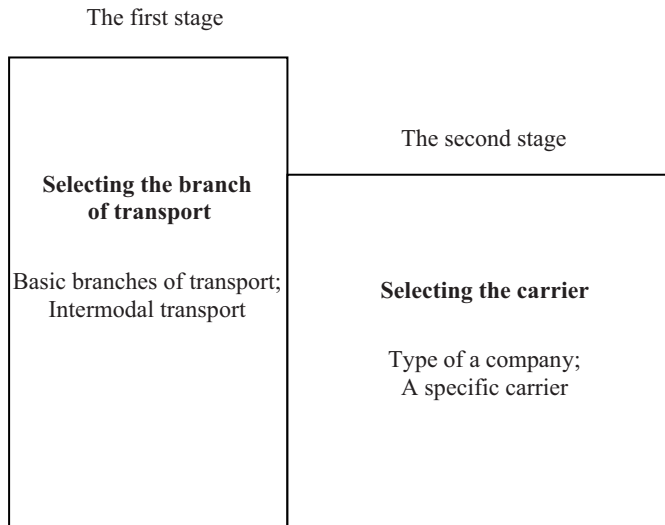 The first stage
Selecting the branch
of transport
Basic branches of transport;
Intermodal transport
The second stage
Selecting the carrier
Type of a company;
A specific carrier